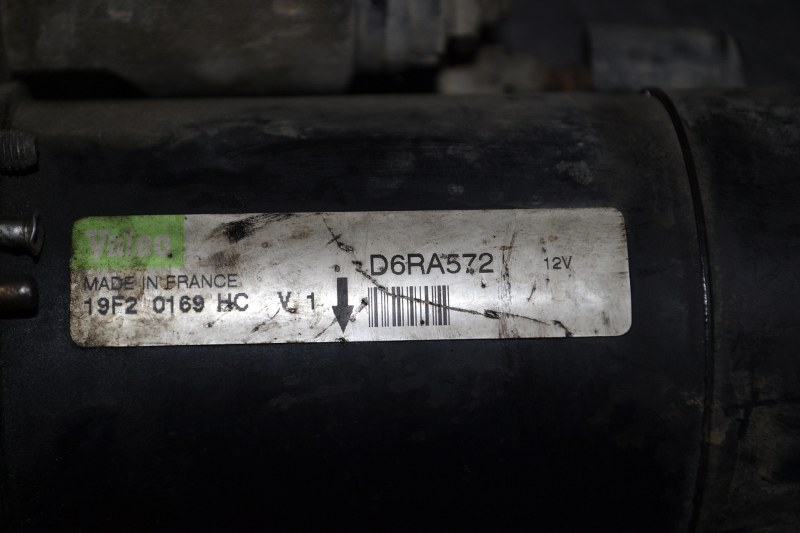 Valeo
MADE IN FRANCE
19F2 0169 HC V 1
D6RA572
12V